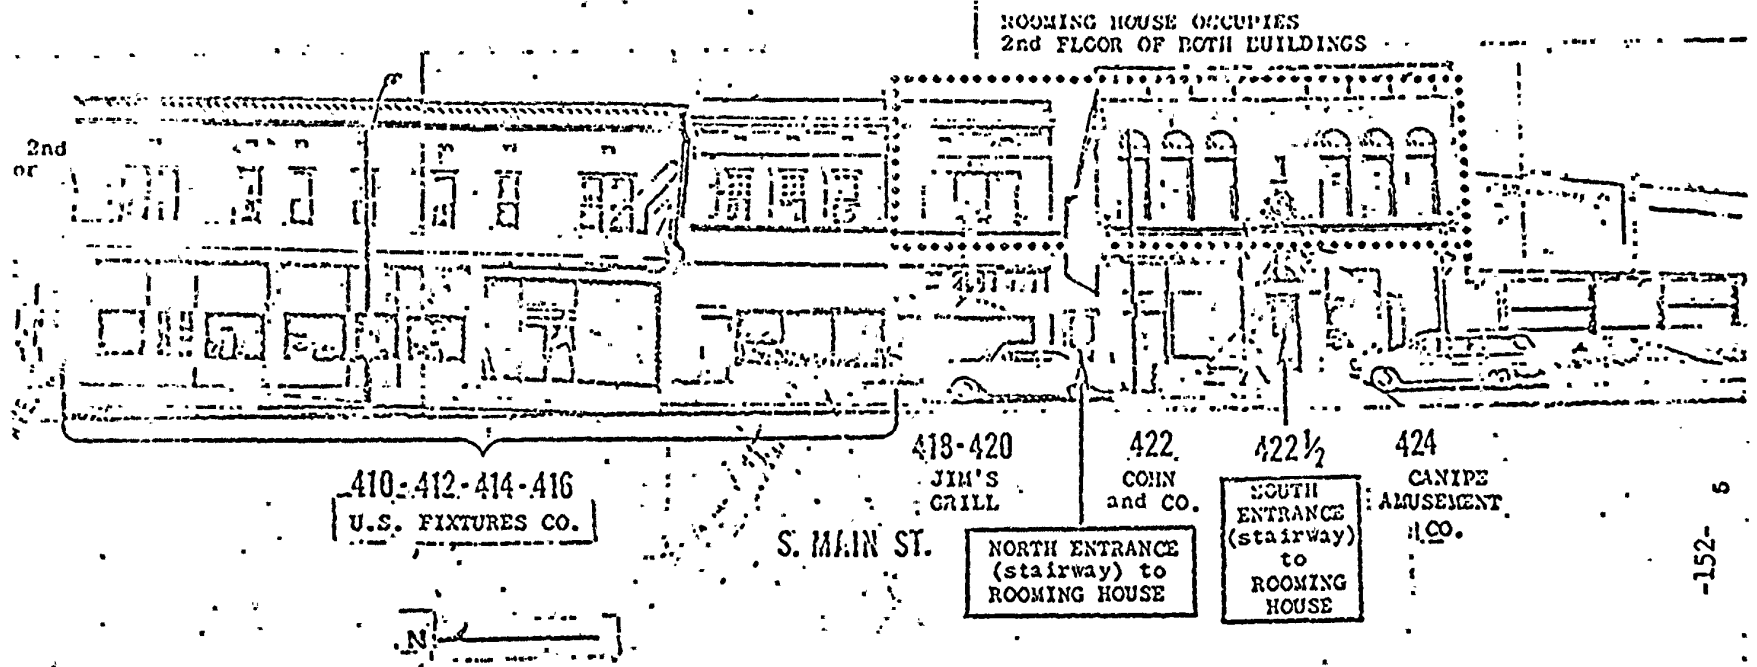 ROOMING HOUSE OCCUPIES
2nd FLOOR OF BOTH BUILDINGS
2nd
or
410-412-414-416
U.S. FIXTURES CO.
418-420
JIM'S
GRILL
422
COHN
and CO.
422½
424
CANIPE
AMUSEMENT
CO.
S. MAIN ST.
NORTH ENTRANCE
(stairway) to
ROOMING HOUSE
SOUTH
ENTRANCE
(stairway)
to
ROOMING
HOUSE
N
5
-152-